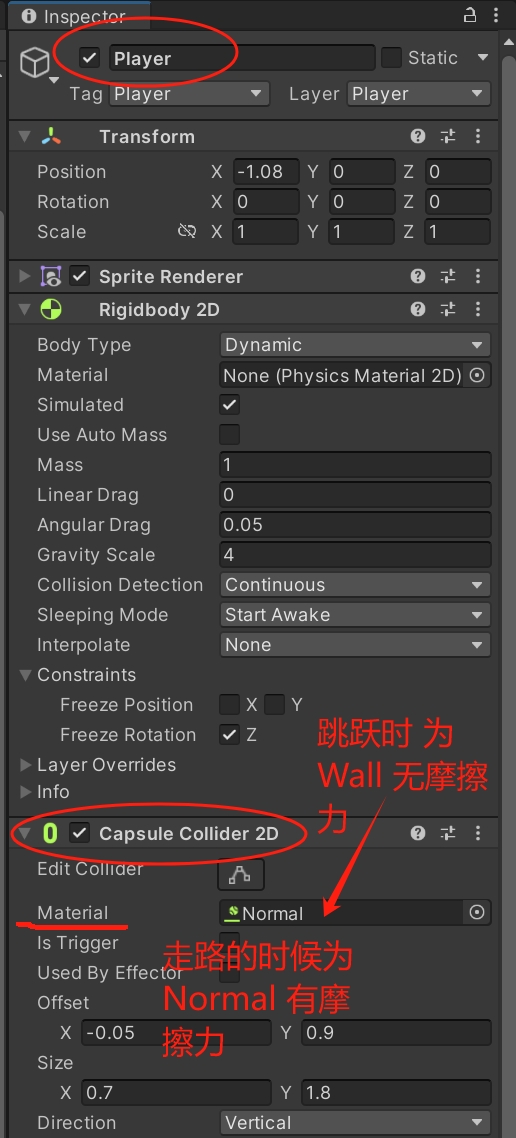 Inspector
Player
Static
Tag Player Layer Player
Transform
Position X -1.08 Y 0 Z 0
Rotation X 0 Y 0 Z 0
Scale X 1 Y 1 Z 1
Sprite Renderer
Rigidbody 2D
Body Type Dynamic
Material None (Physics Material 2D)
Simulated
Use Auto Mass
Mass 1
Linear Drag 0
Angular Drag 0.05
Gravity Scale 4
Collision Detection Continuous
Sleeping Mode Start Awake
Interpolate None
Constraints
Freeze Position X Y
Freeze Rotation Z
Layer Overrides
Info
跳跃时 为
Wall 无摩擦
力
Capsule Collider 2D
Edit Collider
Material Normal
Is Trigger
Used By Effector
走路的时候为
Normal 有摩
擦力
Offset
X -0.05 Y 0.9
Size
X 0.7 Y 1.8
Direction Vertical